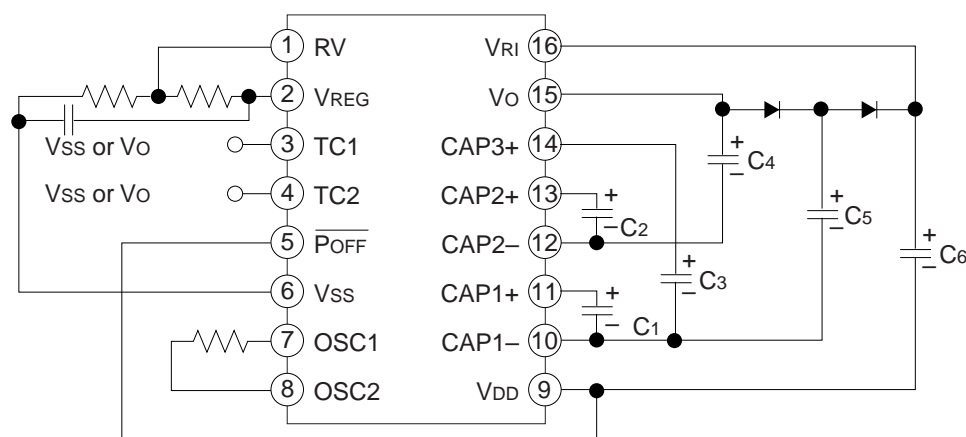 1 RV VRI 16
2 VREG VO 15
VSS or VO 3 TC1 CAP3+ 14 + − C4
VSS or VO 4 TC2 CAP2+ 13 + − C2 + − C5
5 POFF CAP2− 12 + − C3 + − C6
6 VSS CAP1+ 11 + − C1
7 OSC1 CAP1− 10
8 OSC2 VDD 9